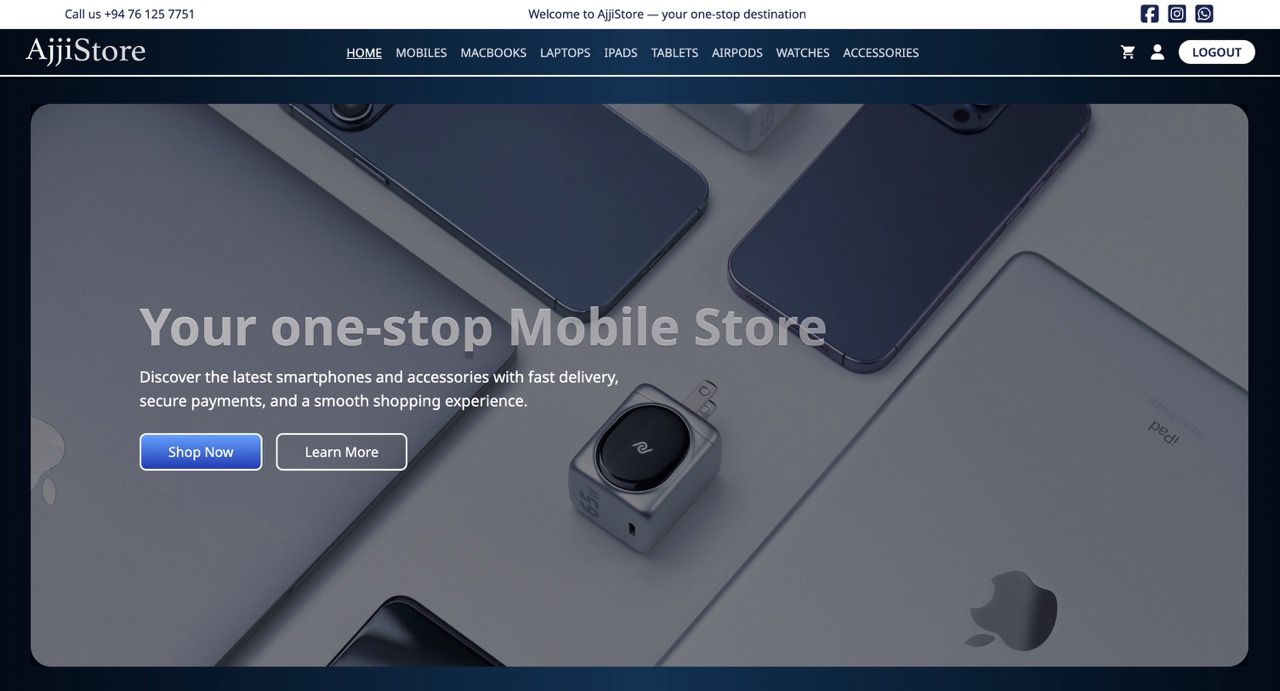 Call us +94 76 125 7751
Welcome to AjjiStore — your one-stop destination
AjjiStore
HOME MOBILES MACBOOKS LAPTOPS IPADS TABLETS AIRPODS WATCHES ACCESSORIES
LOGOUT
Your one-stop Mobile Store
Discover the latest smartphones and accessories with fast delivery,
secure payments, and a smooth shopping experience.
Shop Now
Learn More
65W
iPad